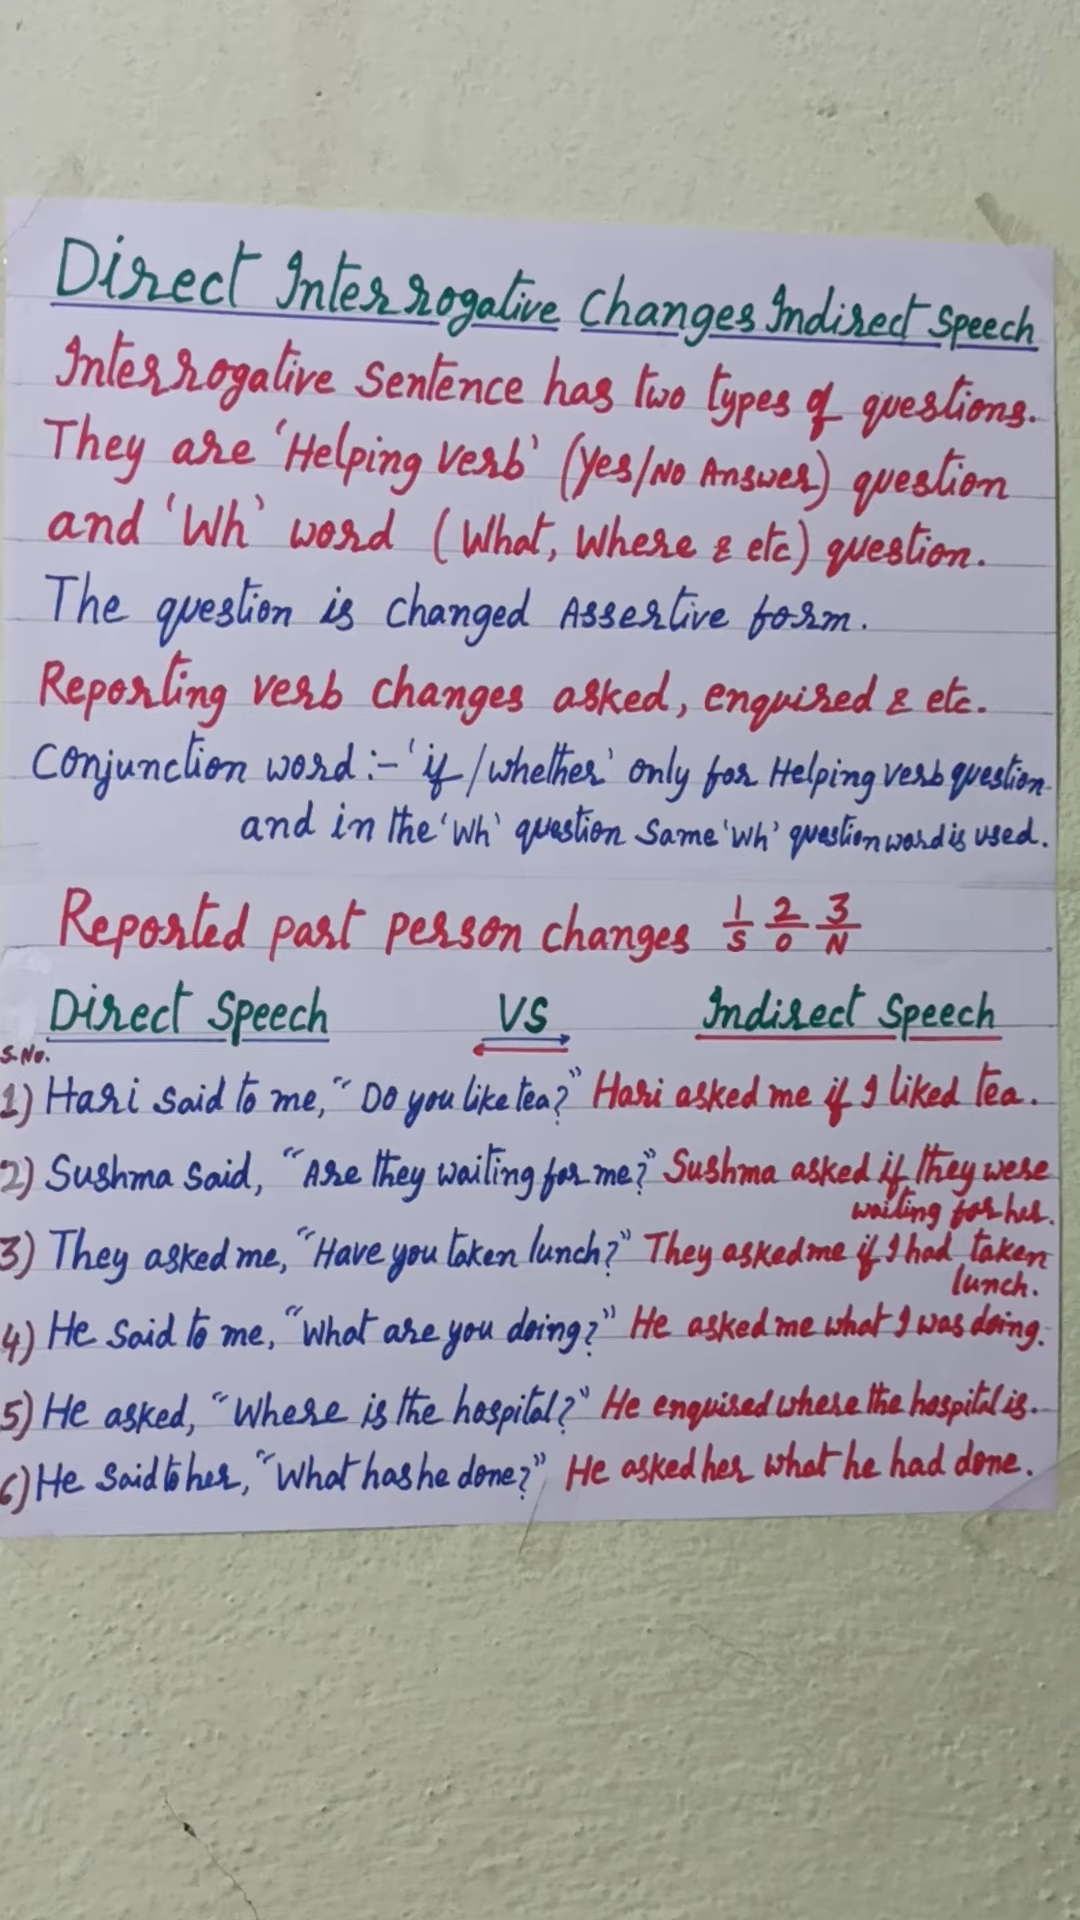 Direct Interrogative Changes Indirect Speech
Interrogative Sentence has two types of questions.
They are 'Helping verb' (Yes/No Answer) question
and 'Wh' word (What, Where & etc) question.
The question is changed Assertive form.
Reporting verb changes asked, enquired & etc.
Conjunction word :- 'if/whether' only for Helping verb question
and in the 'Wh' question Same 'Wh' question word is used.
Reported part person changes 1/S 2/O 3/N
Direct Speech VS Indirect Speech
S.No.
1) Hari Said to me, "Do you like tea?" Hari asked me if I liked tea.
2) Sushma Said, "Are they waiting for me?" Sushma asked if they were
waiting for her.
3) They asked me, "Have you taken lunch?" They asked me if I had taken
lunch.
4) He Said to me, "What are you doing?" He asked me what I was doing.
5) He asked, "Where is the hospital?" He enquired where the hospital is.
6) He Said to her, "What has he done?" He asked her what he had done.